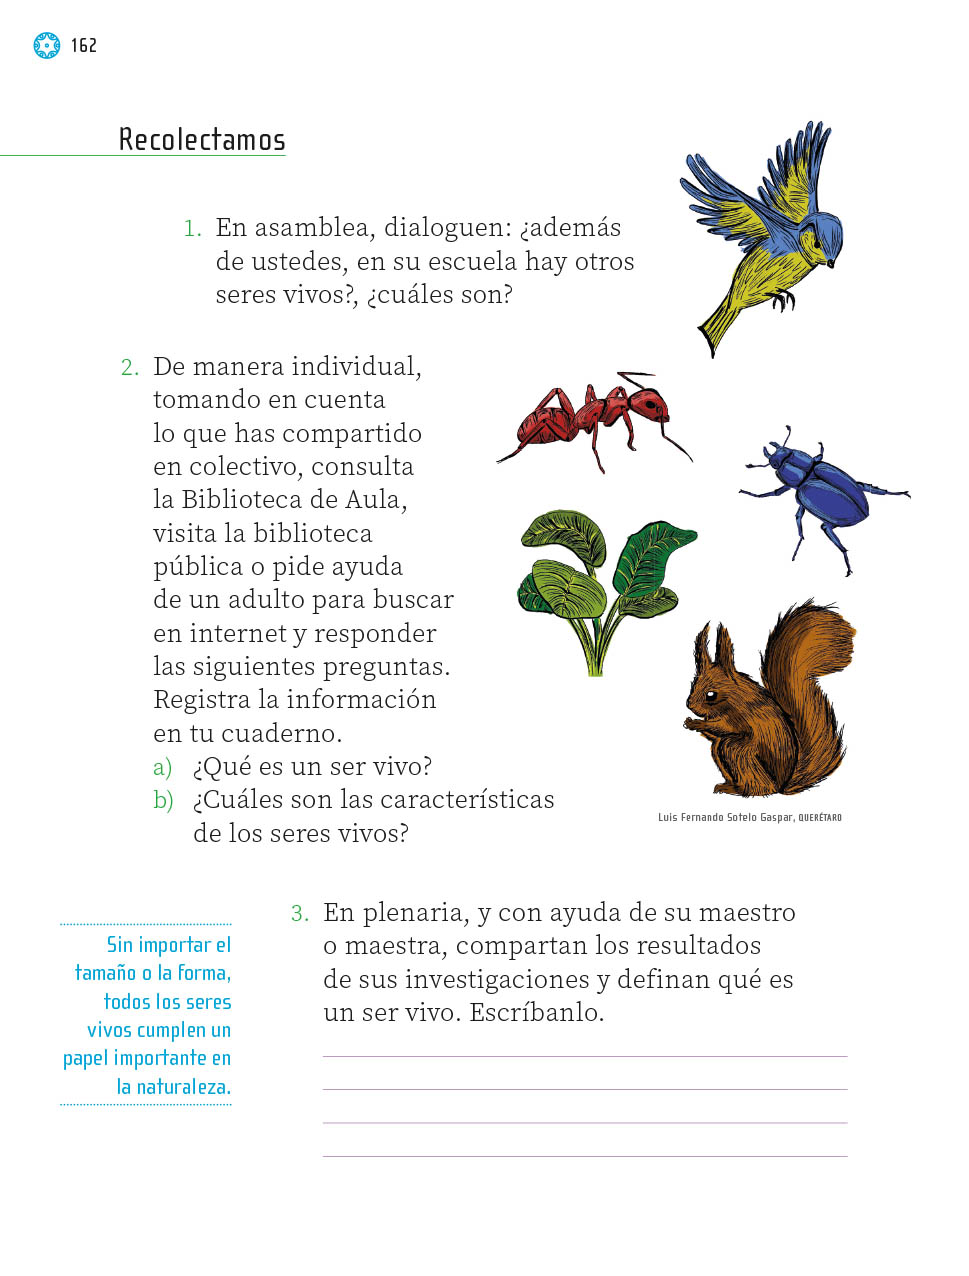 162
Recolectamos
1. En asamblea, dialoguen: ¿además
de ustedes, en su escuela hay otros
seres vivos?, ¿cuáles son?
2. De manera individual,
tomando en cuenta
lo que has compartido
en colectivo, consulta
la Biblioteca de Aula,
visita la biblioteca
pública o pide ayuda
de un adulto para buscar
en internet y responder
las siguientes preguntas.
Registra la información
en tu cuaderno.
a) ¿Qué es un ser vivo?
b) ¿Cuáles son las características
de los seres vivos?
Luis Fernando Sotelo Gaspar, QUERÉTARO
3. En plenaria, y con ayuda de su maestro
o maestra, compartan los resultados
de sus investigaciones y definan qué es
un ser vivo. Escríbanlo.
Sin importar el
tamaño o la forma,
todos los seres
vivos cumplen un
papel importante en
la naturaleza.